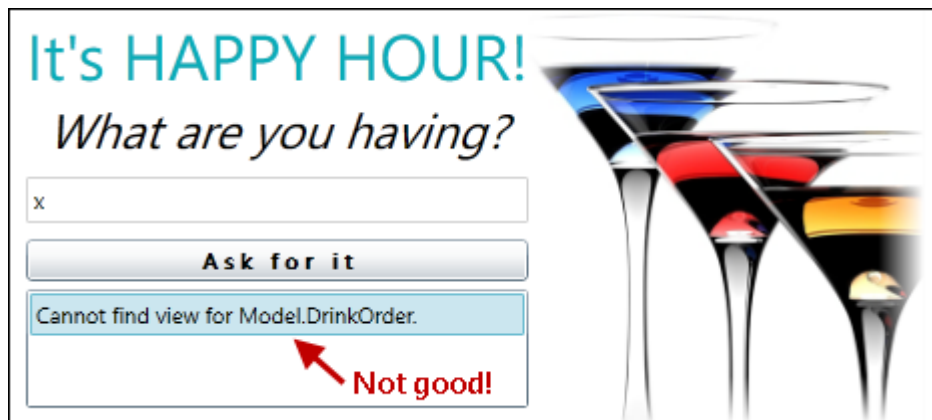 It's HAPPY HOUR!
What are you having?
x
Ask for it
Cannot find view for Model.DrinkOrder.
Not good!